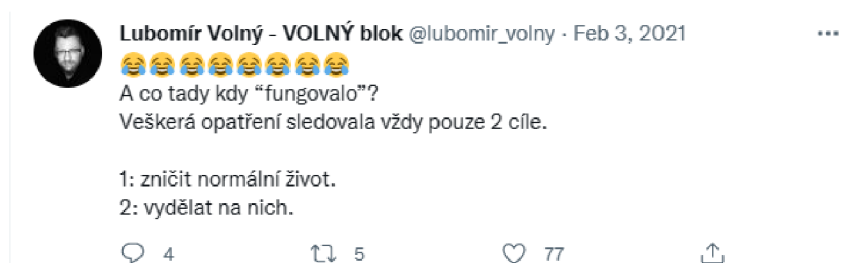 Lubomír Volný - VOLNÝ blok @lubomir_volny · Feb 3, 2021
😂😂😂😂😂😂😂😂
A co tady kdy “fungovalo”?
Veškerá opatření sledovala vždy pouze 2 cíle.
1: zničit normální život.
2: vydělat na nich.
4 5 77